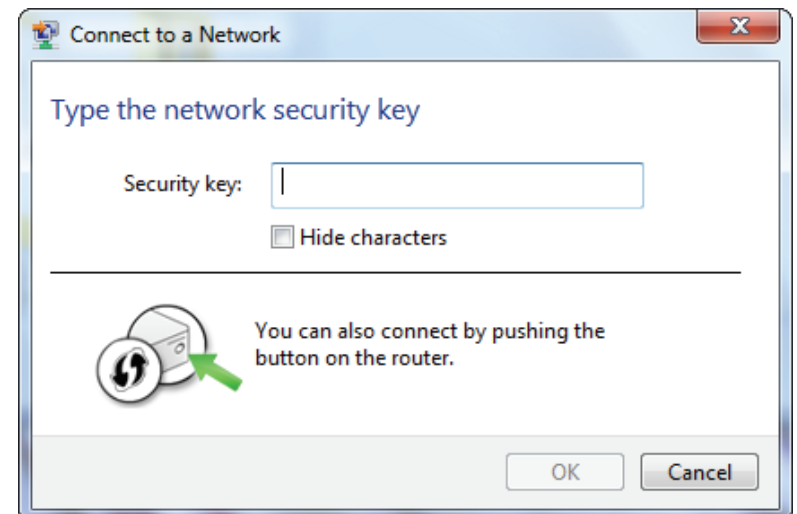 Connect to a Network
Type the network security key
Security key:
Hide characters
You can also connect by pushing the
button on the router.
OK
Cancel